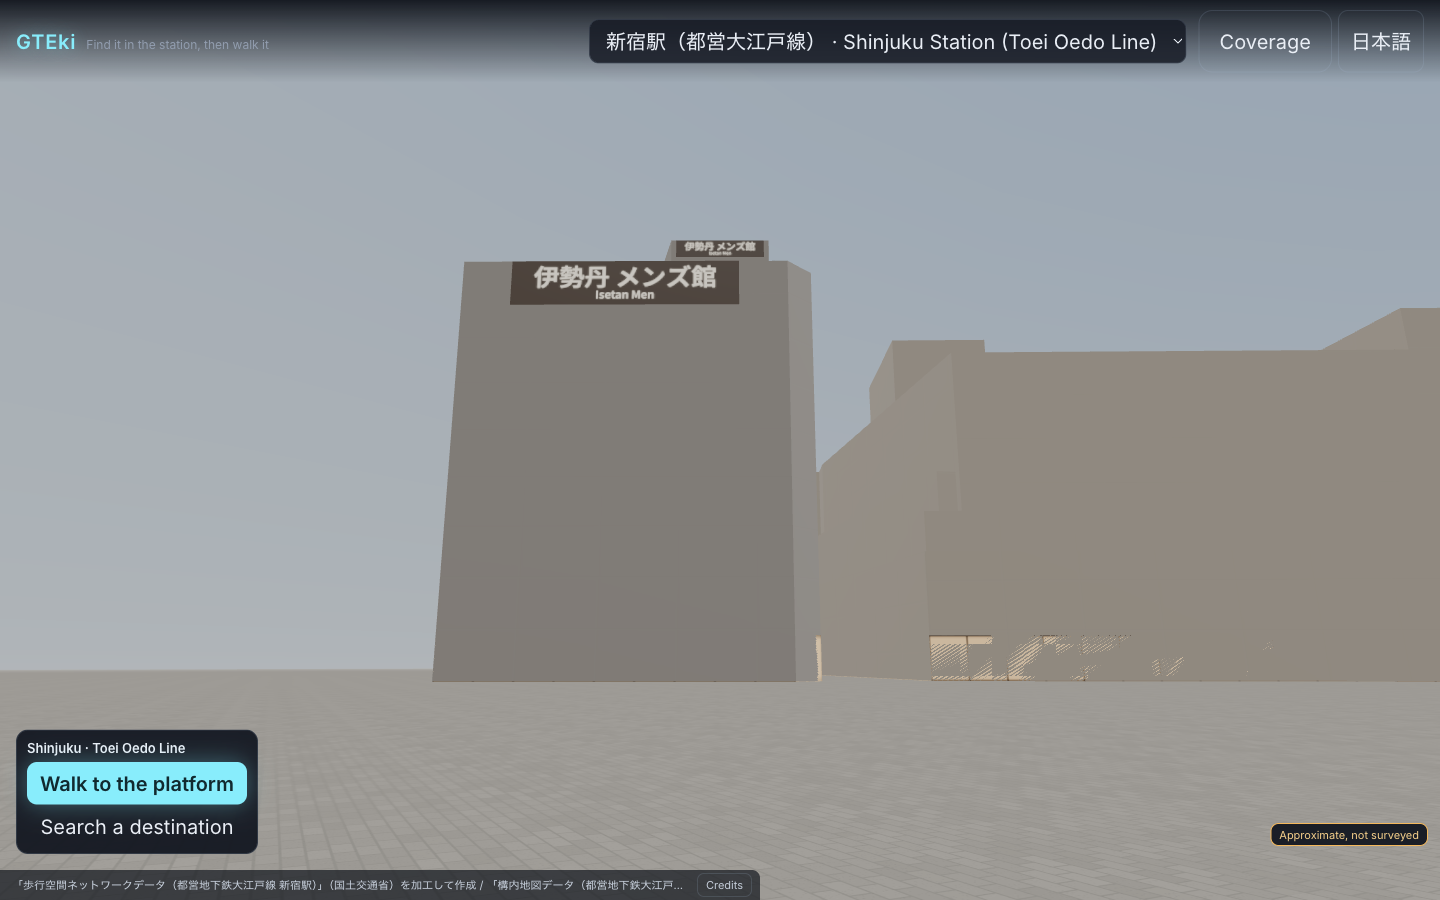 GTEki Find it in the station, then walk it
新宿駅（都営大江戸線） · Shinjuku Station (Toei Oedo Line)
Coverage
日本語
伊勢丹 メンズ館
Isetan Men
伊勢丹 メンズ館
Isetan Men
Shinjuku · Toei Oedo Line
Walk to the platform
Search a destination
Approximate, not surveyed
「歩行空間ネットワークデータ（都営地下鉄大江戸線 新宿駅）」（国土交通省）を加工して作成 / 「構内地図データ（都営地下鉄大江戸...
Credits